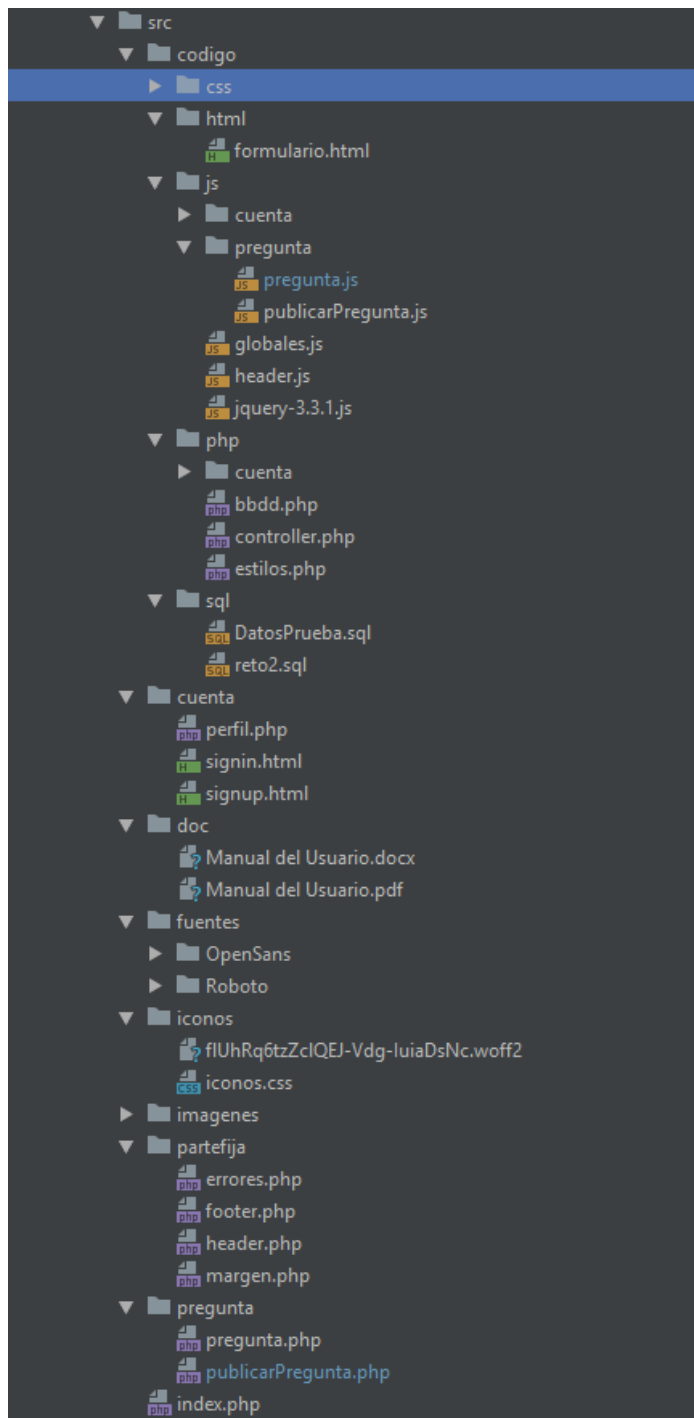 src
codigo
css
html
formulario.html
js
cuenta
pregunta
pregunta.js
publicarPregunta.js
globales.js
header.js
jquery-3.3.1.js
php
cuenta
bbdd.php
controller.php
estilos.php
sql
DatosPrueba.sql
reto2.sql
cuenta
perfil.php
signin.html
signup.html
doc
Manual del Usuario.docx
Manual del Usuario.pdf
fuentes
OpenSans
Roboto
iconos
flUhRq6tzZclQEJ-Vdg-IuiaDsNc.woff2
iconos.css
imagenes
partefija
errores.php
footer.php
header.php
margen.php
pregunta
pregunta.php
publicarPregunta.php
index.php